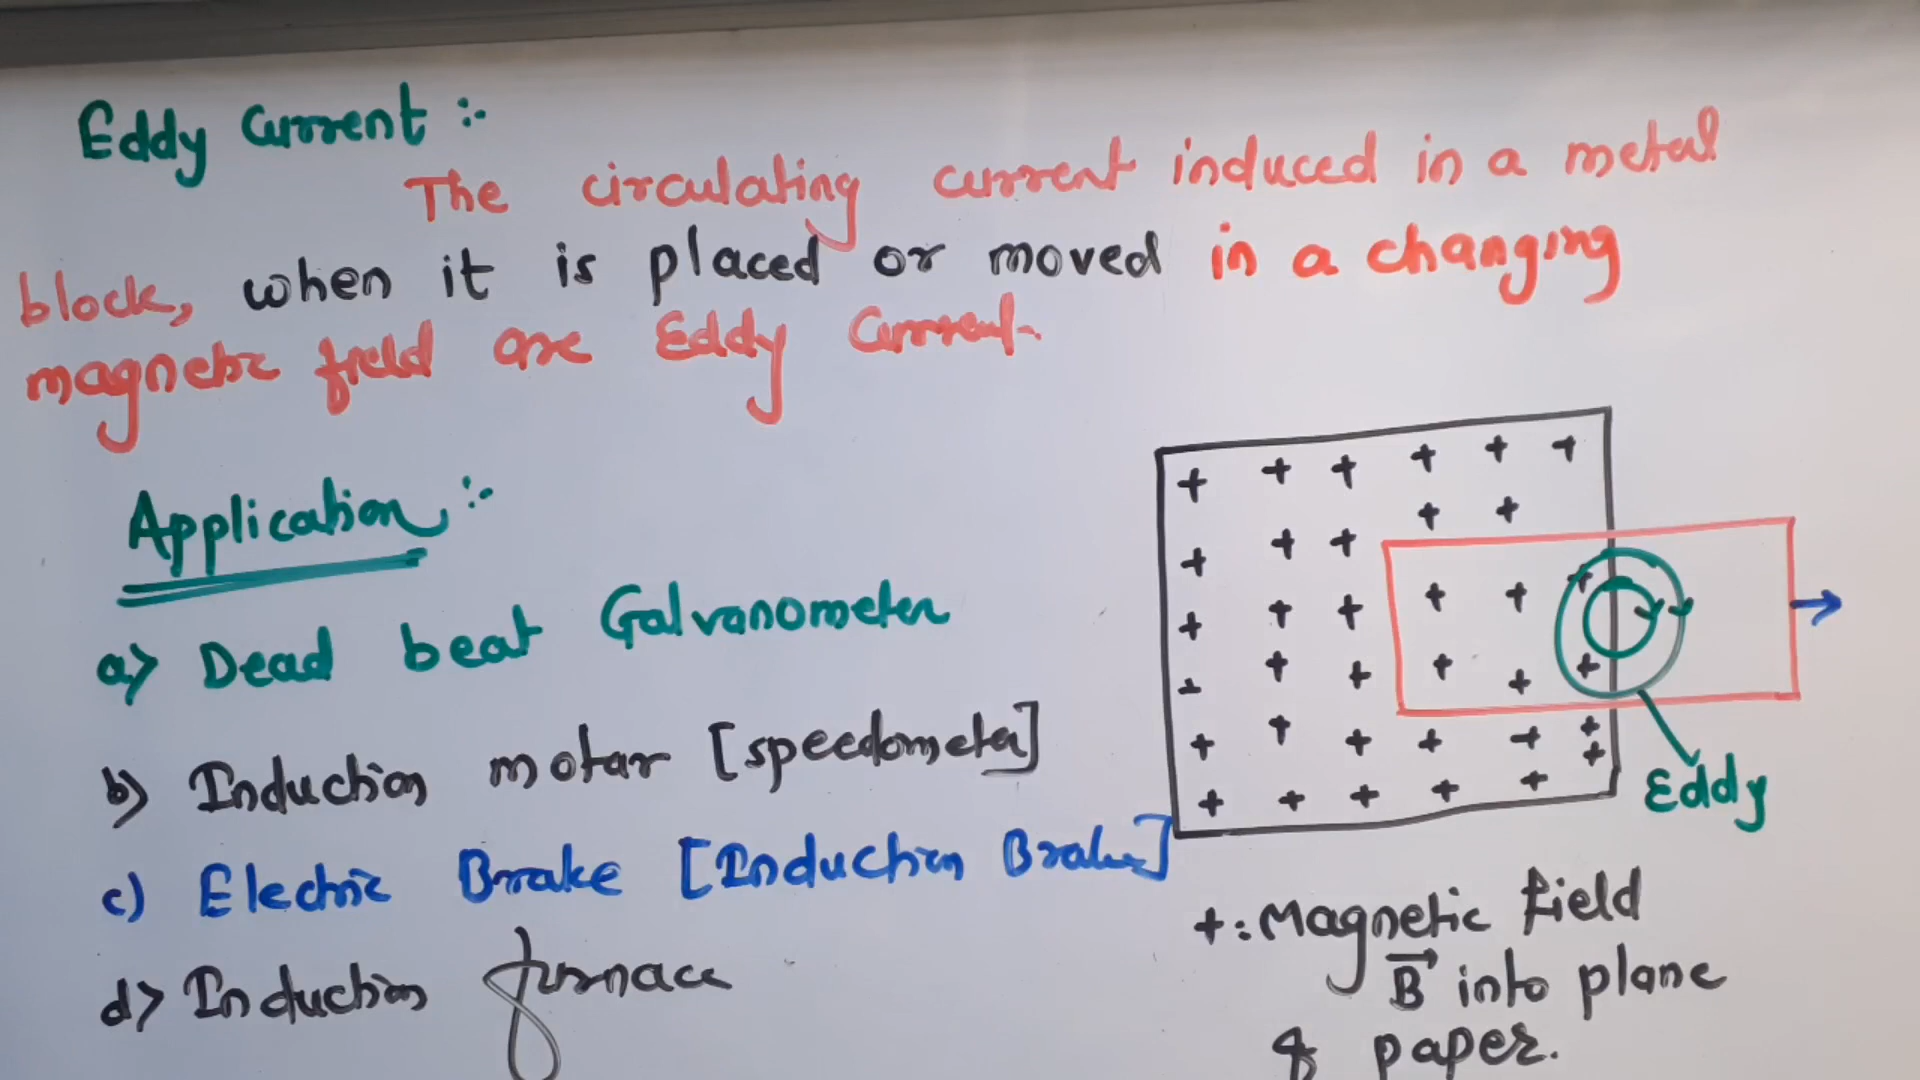 Eddy Current :-
The circulating current induced in a metal
block, when it is placed or moved in a changing
magnetic field are Eddy Current.
Application :-
a) Dead beat Galvanometer
b) Induction motar [speedometer]
c) Electric Brake [Induction Brake]
d) Induction furnace
Eddy
+ : Magnetic field
B into plane
of paper.